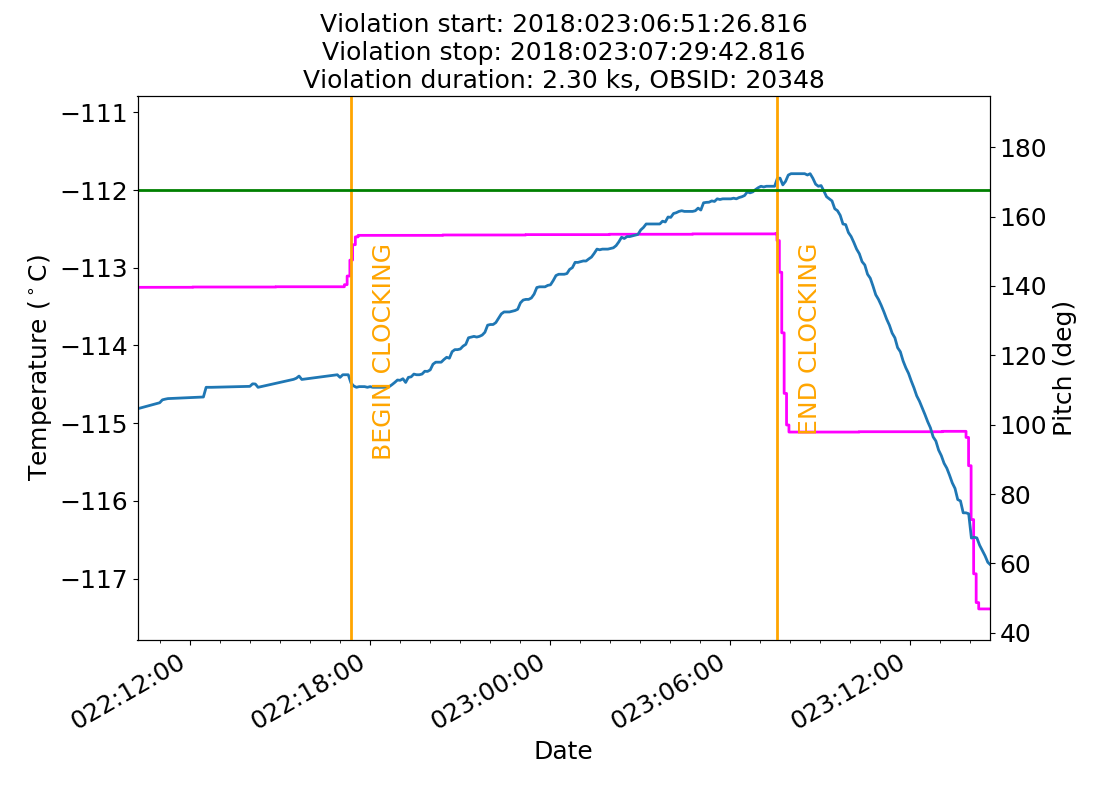 Violation start: 2018:023:06:51:26.816
Violation stop: 2018:023:07:29:42.816
Violation duration: 2.30 ks, OBSID: 20348
−111
−112
−113
−114
−115
−116
−117
Temperature (°C)
BEGIN CLOCKING
END CLOCKING
180
160
140
120
100
80
60
40
Pitch (deg)
022:12:00
022:18:00
023:00:00
023:06:00
023:12:00
Date